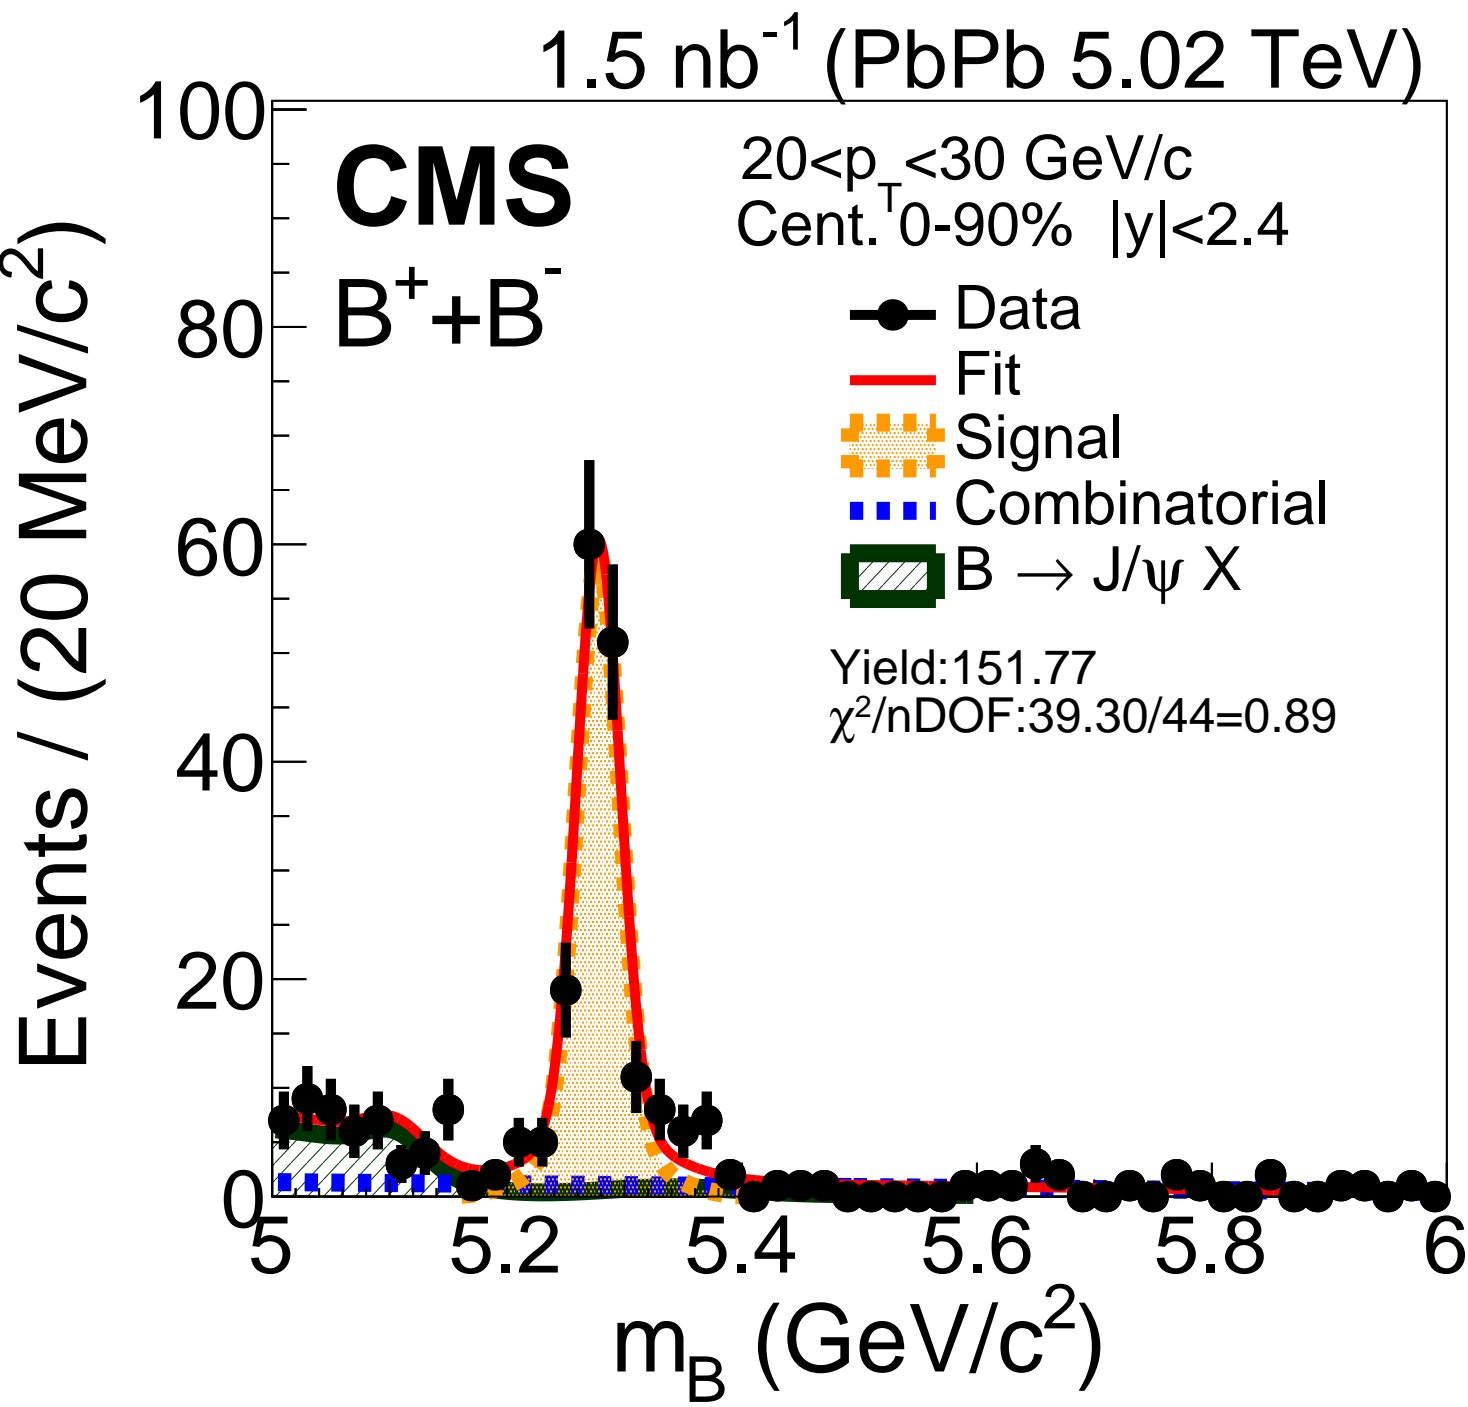 1.5 nb⁻¹ (PbPb 5.02 TeV)
CMS
B⁺+B⁻
20<p_T<30 GeV/c
Cent. 0-90% |y|<2.4
Data
Fit
Signal
Combinatorial
B → J/ψ X
Yield:151.77
χ²/nDOF:39.30/44=0.89
Events / (20 MeV/c²)
100
80
60
40
20
0
5 5.2 5.4 5.6 5.8 6
m_B (GeV/c²)